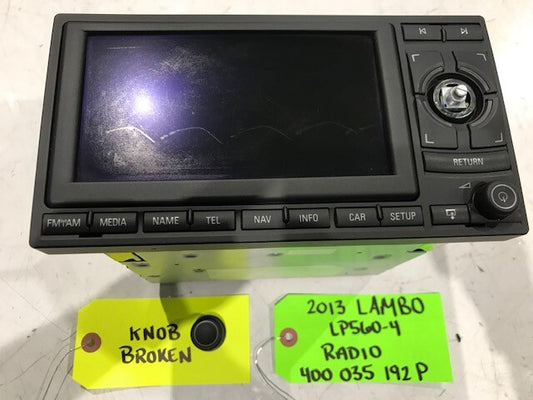 RETURN
FM/AM MEDIA NAME TEL NAV INFO CAR SETUP
KNOB
BROKEN
2013 LAMBO
LP560-4
RADIO
400 035 192 P